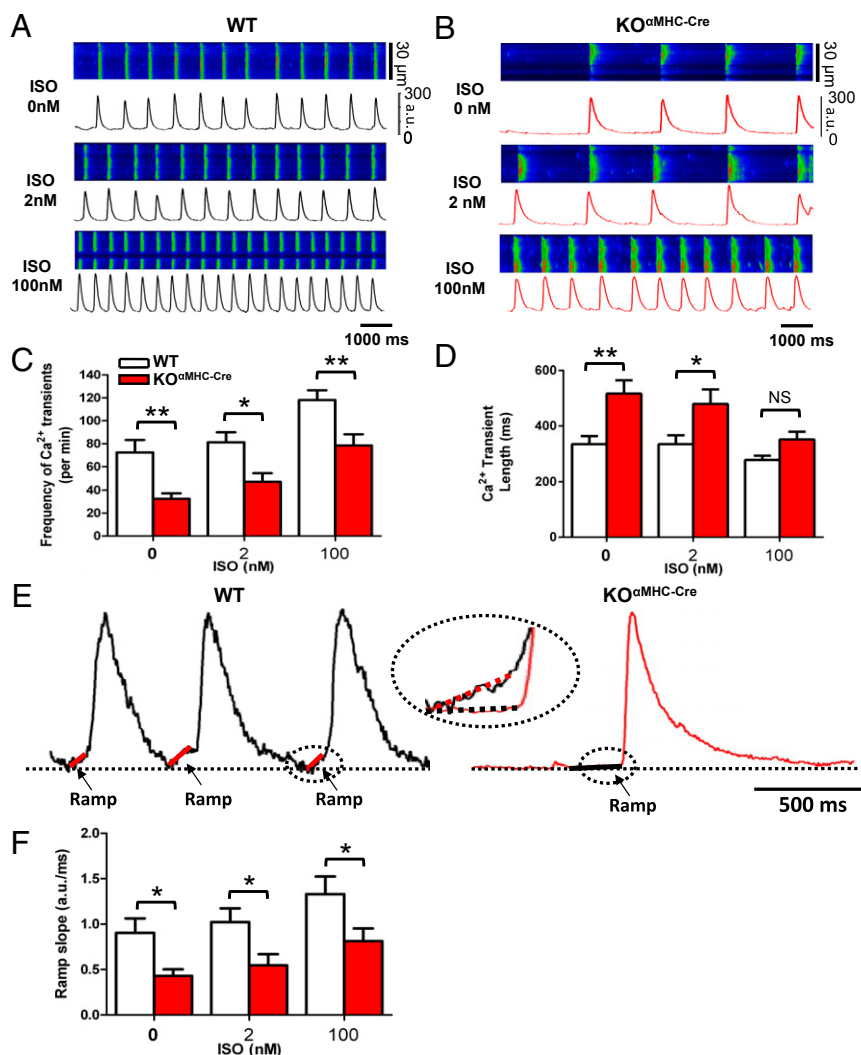 A
WT
ISO
0nM
30 µm
300
a.u.
0
ISO
2nM
ISO
100nM
1000 ms
B
KOαMHC-Cre
ISO
0 nM
30 µm
300
a.u.
0
ISO
2 nM
ISO
100nM
1000 ms
C
WT
KOαMHC-Cre
Frequency of Ca2+ transients
(per min)
140
120
100
80
60
40
20
0
**
*
**
0
2
100
ISO (nM)
D
Ca2+ Transient
Length (ms)
600
400
200
0
**
*
NS
0
2
100
ISO (nM)
E
WT
KOαMHC-Cre
Ramp
Ramp
Ramp
Ramp
500 ms
F
Ramp slope (a.u./ms)
2.0
1.5
1.0
0.5
0.0
*
*
*
0
2
100
ISO (nM)